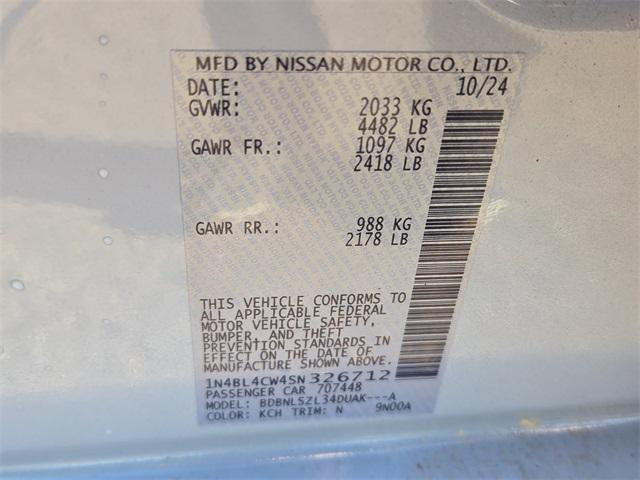 MFD BY NISSAN MOTOR CO., LTD.
DATE: 10/24
GVWR: 2033 KG
4482 LB
GAWR FR.: 1097 KG
2418 LB
GAWR RR.: 988 KG
2178 LB
THIS VEHICLE CONFORMS TO
ALL APPLICABLE FEDERAL
MOTOR VEHICLE SAFETY,
BUMPER, AND THEFT
PREVENTION STANDARDS IN
EFFECT ON THE DATE OF
MANUFACTURE SHOWN ABOVE.
1N4BL4CW4SN326712
PASSENGER CAR 707448
MODEL: BDBNLSZL34DUAK---A
COLOR: KCH TRIM: N 9N00A